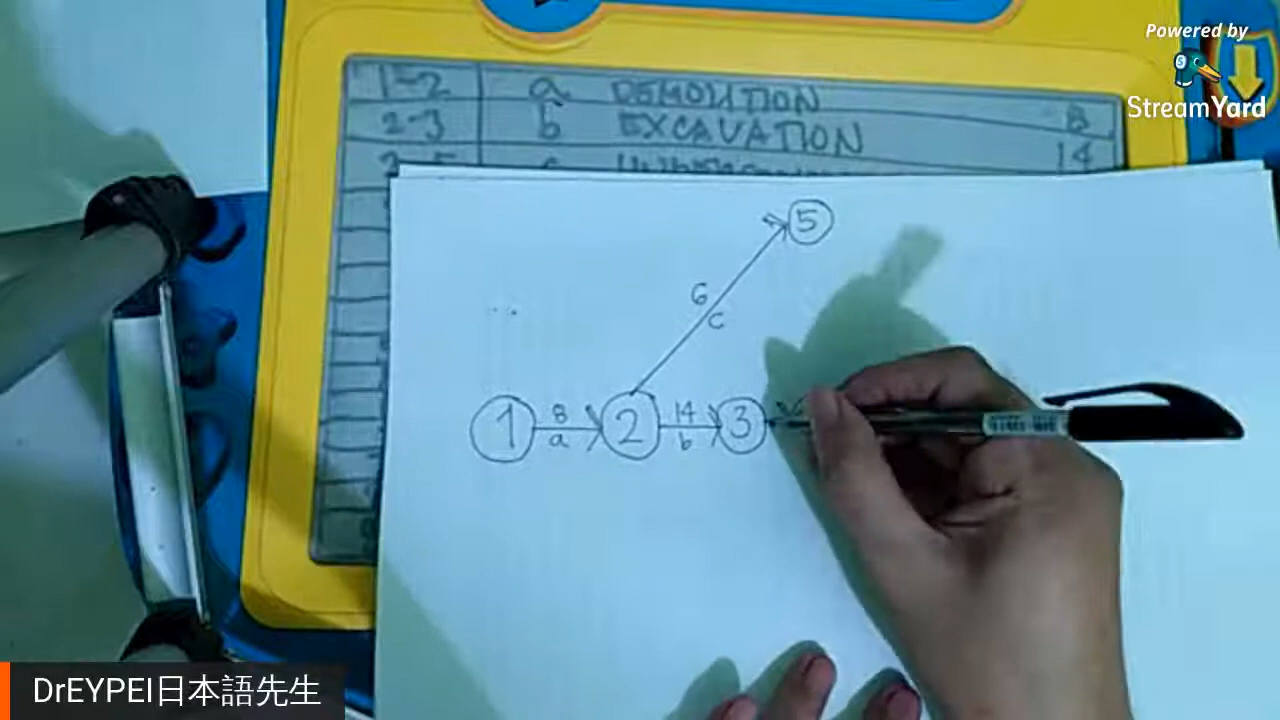 Powered by
StreamYard
1-2 a DEMOLITION 8
2-3 b EXCAVATION 14
5
6
c
1 8 a 2 14 b 3
DrEYPEI日本語先生